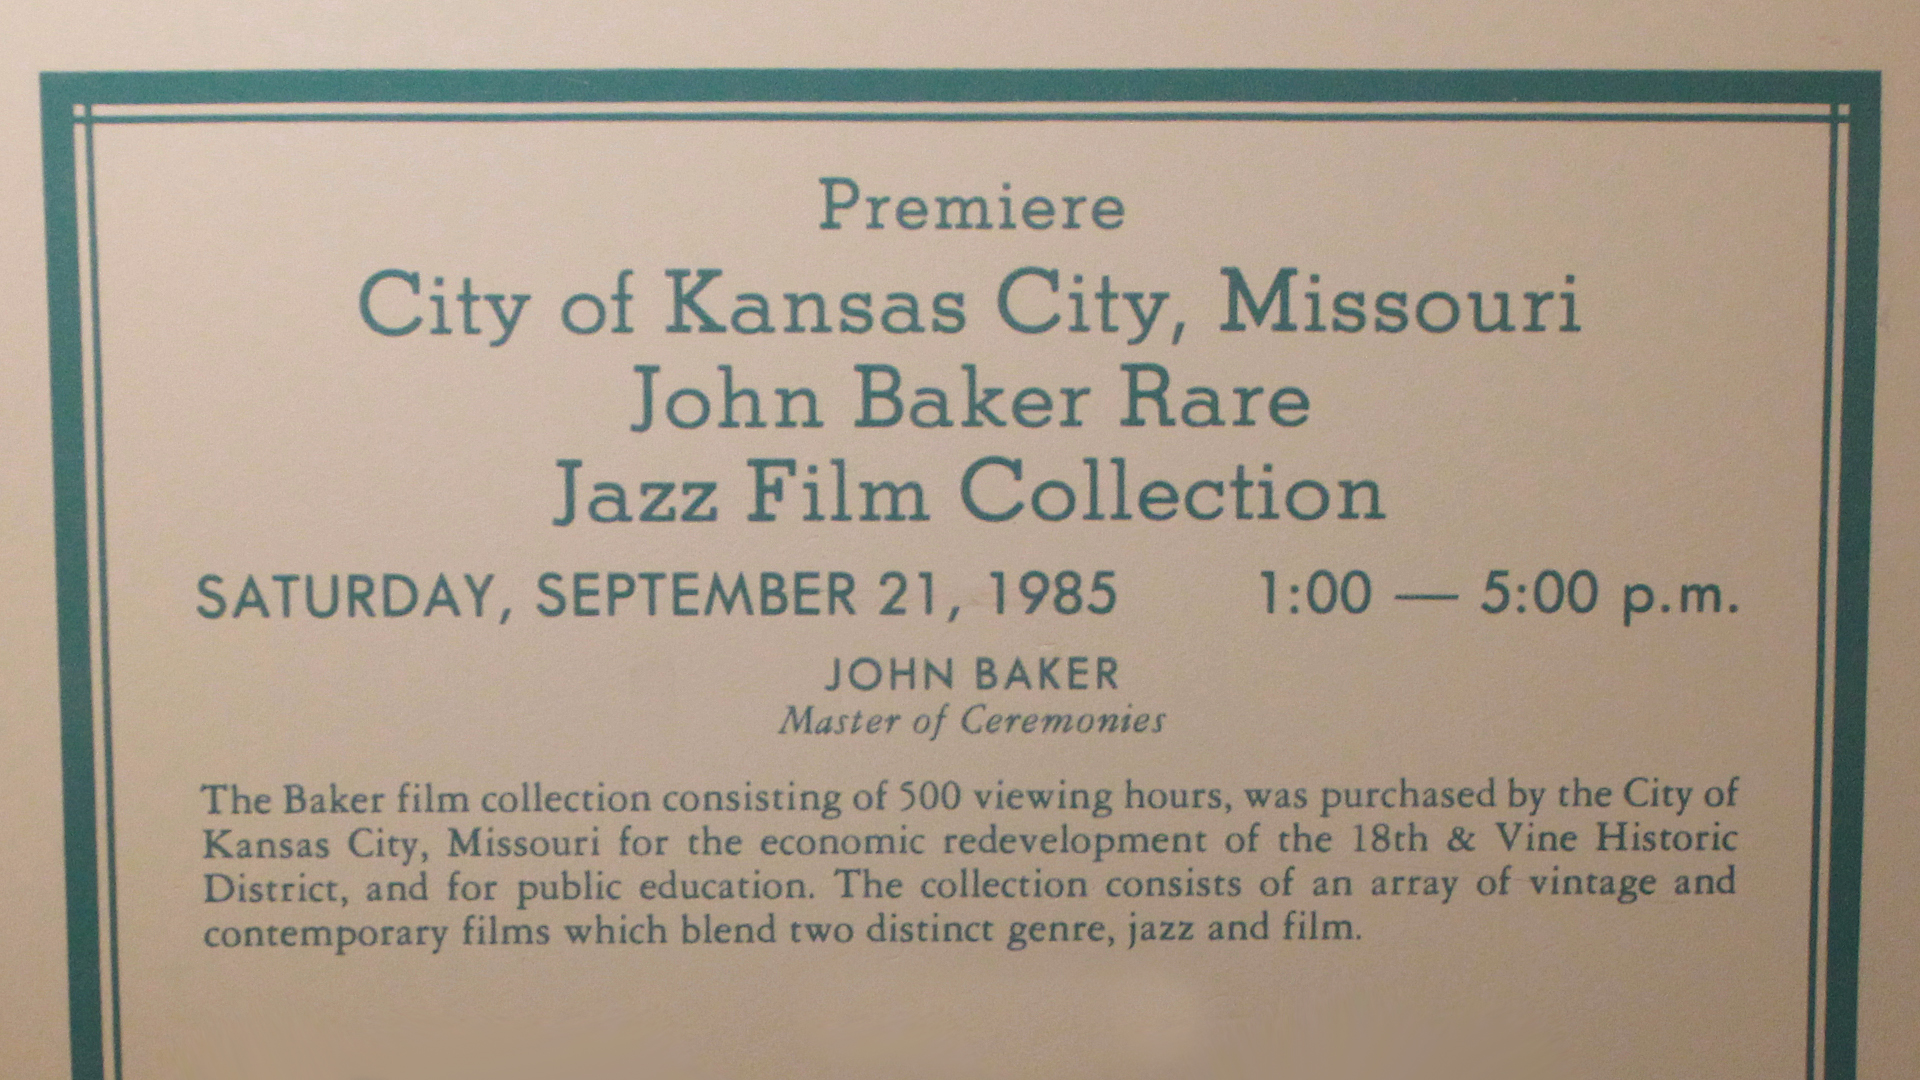 Premiere
City of Kansas City, Missouri
John Baker Rare
Jazz Film Collection
SATURDAY, SEPTEMBER 21, 1985 1:00 — 5:00 p.m.
JOHN BAKER
Master of Ceremonies
The Baker film collection consisting of 500 viewing hours, was purchased by the City of
Kansas City, Missouri for the economic redevelopment of the 18th & Vine Historic
District, and for public education. The collection consists of an array of vintage and
contemporary films which blend two distinct genre, jazz and film.